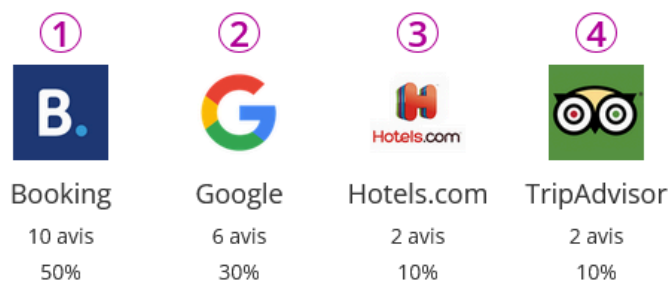 1 2 3 4
B.
G
H
Hotels.com
Booking Google Hotels.com TripAdvisor
10 avis 6 avis 2 avis 2 avis
50% 30% 10% 10%